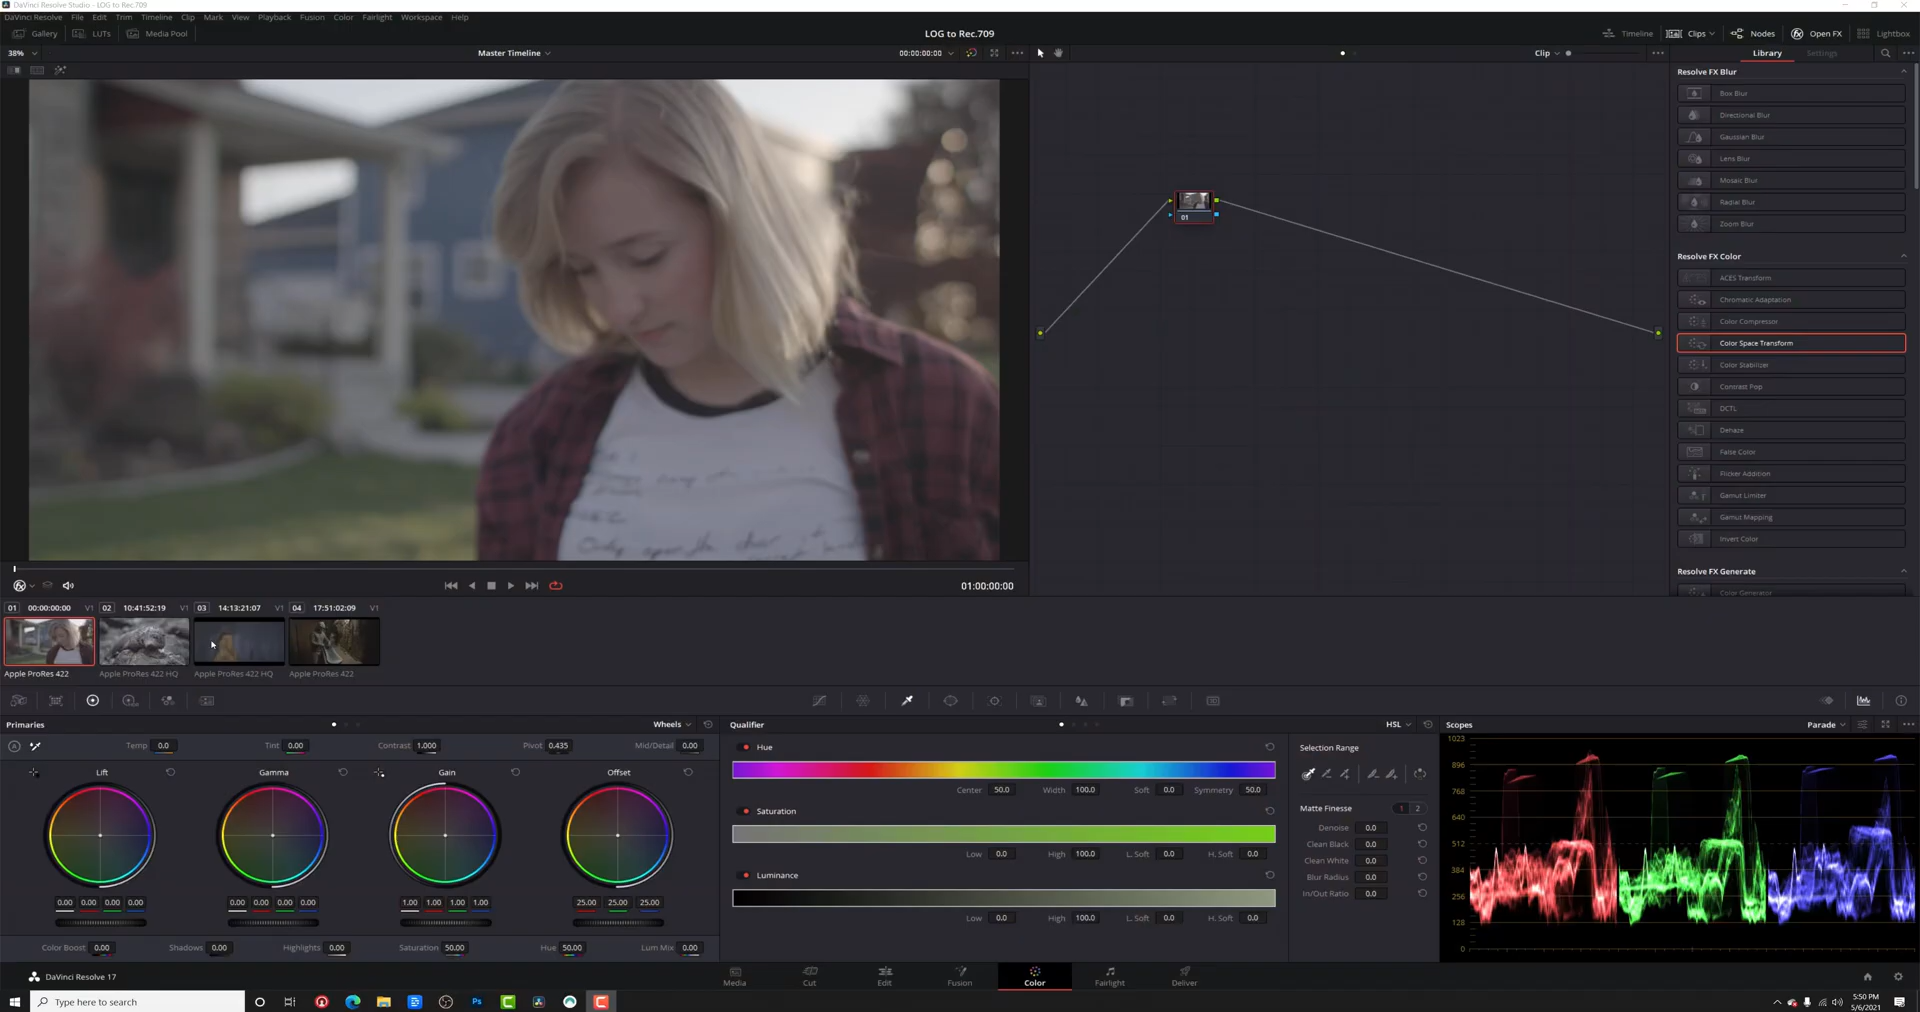 DaVinci Resolve Studio - LOG to Rec.709
DaVinci Resolve File Edit Trim Timeline Clip Mark View Playback Fusion Color Fairlight Workspace Help
Gallery LUTs Media Pool LOG to Rec.709 Timeline Clips Nodes Open FX Lightbox
38% Master Timeline 00:00:00:00 Clip Library Settings
Resolve FX Blur
Box Blur
Directional Blur
Gaussian Blur
Lens Blur
Mosaic Blur
Radial Blur
Zoom Blur
Resolve FX Color
ACES Transform
Chromatic Adaptation
Color Compressor
Color Space Transform
Color Stabilizer
Contrast Pop
DCTL
Dehaze
False Color
Flicker Addition
Gamut Limiter
Gamut Mapping
Invert Color
Resolve FX Generate
Color Generator
01
01:00:00:00
01 00:00:00:00 V1 02 10:41:52:19 V1 03 14:13:21:07 V1 04 17:51:02:09 V1
Apple ProRes 422 Apple ProRes 422 HQ Apple ProRes 422 HQ Apple ProRes 422
Primaries Wheels Qualifier HSL Scopes Parade
Temp 0.0 Tint 0.00 Contrast 1.000 Pivot 0.435 Mid/Detail 0.00
Lift Gamma Gain Offset
0.00 0.00 0.00 0.00 0.00 0.00 0.00 0.00 1.00 1.00 1.00 1.00 25.00 25.00 25.00
Color Boost 0.00 Shadows 0.00 Highlights 0.00 Saturation 50.00 Hue 50.00 Lum Mix 0.00
Hue
Center 50.0 Width 100.0 Soft 0.0 Symmetry 50.0
Saturation
Low 0.0 High 100.0 L. Soft 0.0 H. Soft 0.0
Luminance
Low 0.0 High 100.0 L. Soft 0.0 H. Soft 0.0
Selection Range
Matte Finesse 1 2
Denoise 0.0
Clean Black 0.0
Clean White 0.0
Blur Radius 0.0
In/Out Ratio 0.0
1023
896
768
640
512
384
256
128
0
DaVinci Resolve 17 Media Cut Edit Fusion Color Fairlight Deliver
Type here to search Ps 5:50 PM
5/6/2021